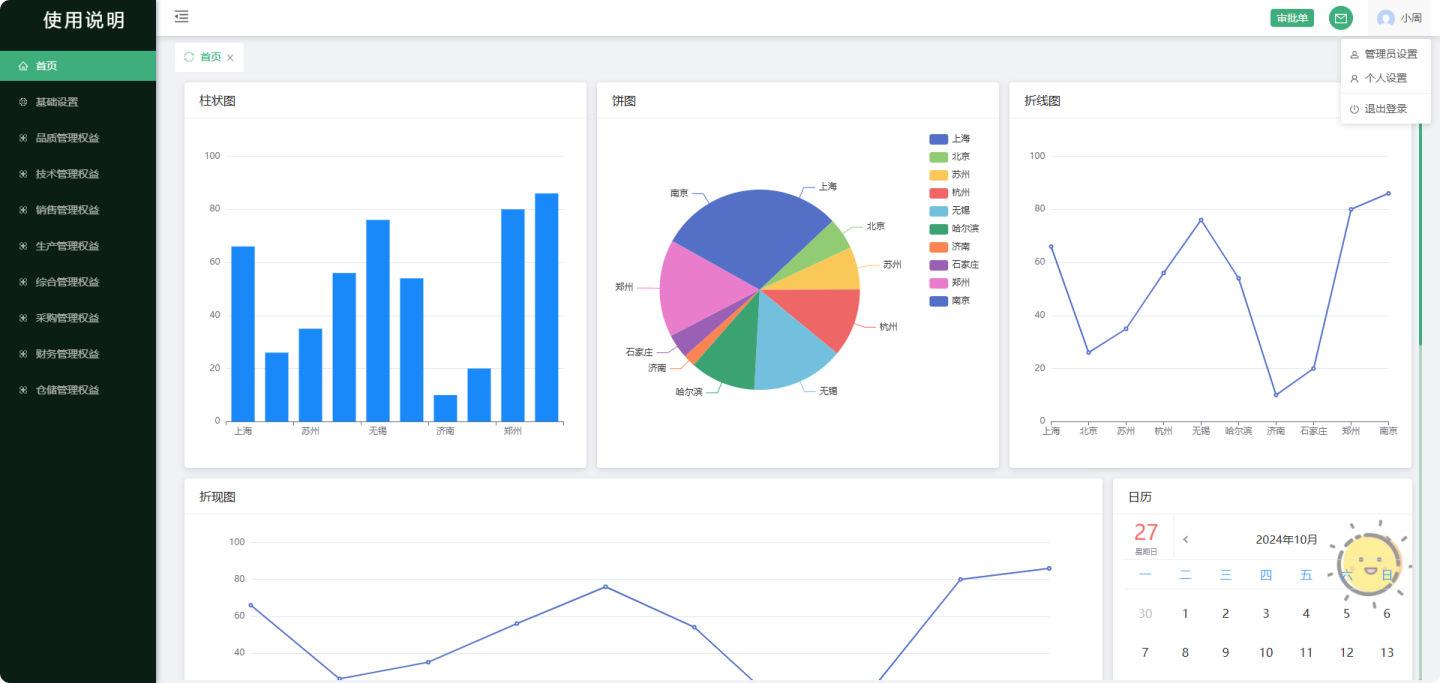 使用说明
首页
基础设置
品质管理权益
技术管理权益
销售管理权益
生产管理权益
综合管理权益
采购管理权益
财务管理权益
仓储管理权益
审批单
小周
管理员设置
个人设置
退出登录
首页
柱状图
100
80
60
40
20
0
上海
苏州
无锡
济南
郑州
饼图
上海
北京
苏州
杭州
无锡
哈尔滨
济南
石家庄
郑州
南京
上海
北京
苏州
杭州
无锡
哈尔滨
济南
石家庄
郑州
南京
折线图
100
80
60
40
20
0
上海 北京 苏州 杭州 无锡 哈尔滨 济南 石家庄 郑州 南京
折现图
100
80
60
40
日历
27
星期日
2024年10月
一 二 三 四 五 六 日
30 1 2 3 4 5 6
7 8 9 10 11 12 13